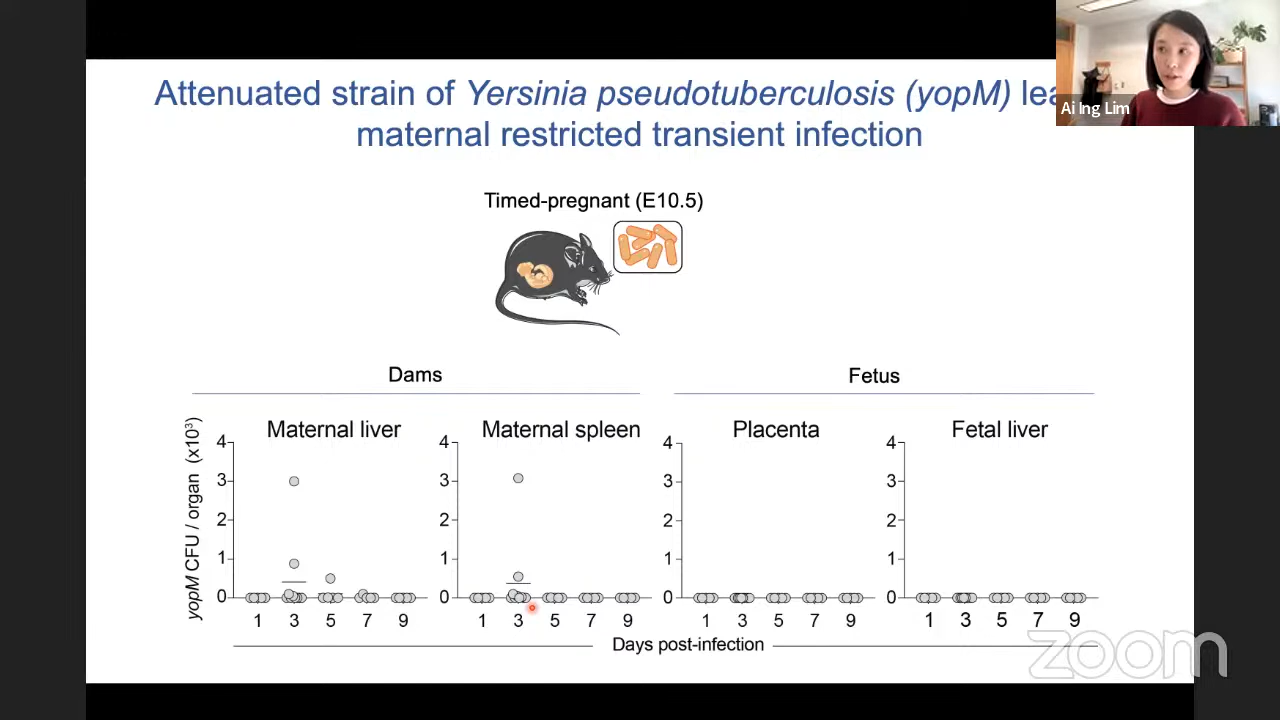 Attenuated strain of Yersinia pseudotuberculosis (yopM)
maternal restricted transient infection
Ai Ing Lim
Timed-pregnant (E10.5)
Dams
Fetus
Maternal liver
Maternal spleen
Placenta
Fetal liver
yopM CFU / organ (x10³)
4 4 4 4
3 3 3 3
2 2 2 2
1 1 1 1
0 0 0 0
1 3 5 7 9 1 3 5 7 9 1 3 5 7 9 1 3 5 7 9
Days post-infection
zoom